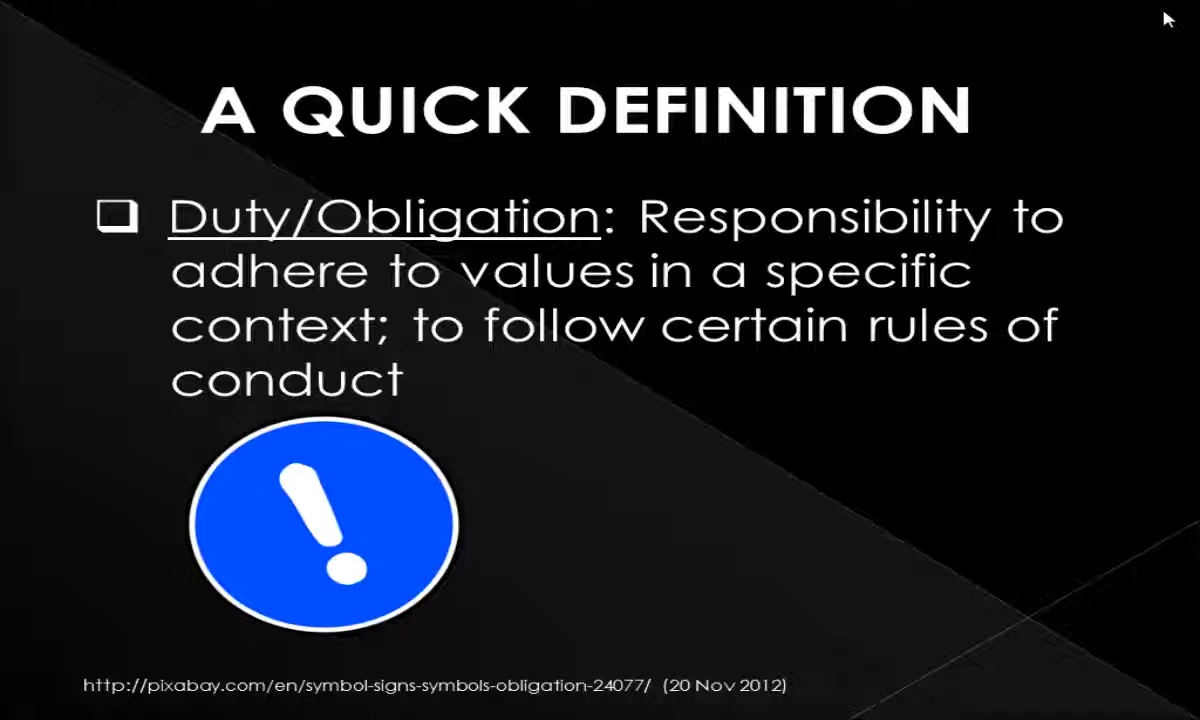 A QUICK DEFINITION
❑ Duty/Obligation: Responsibility to
adhere to values in a specific
context; to follow certain rules of
conduct
http://pixabay.com/en/symbol-signs-symbols-obligation-24077/ (20 Nov 2012)